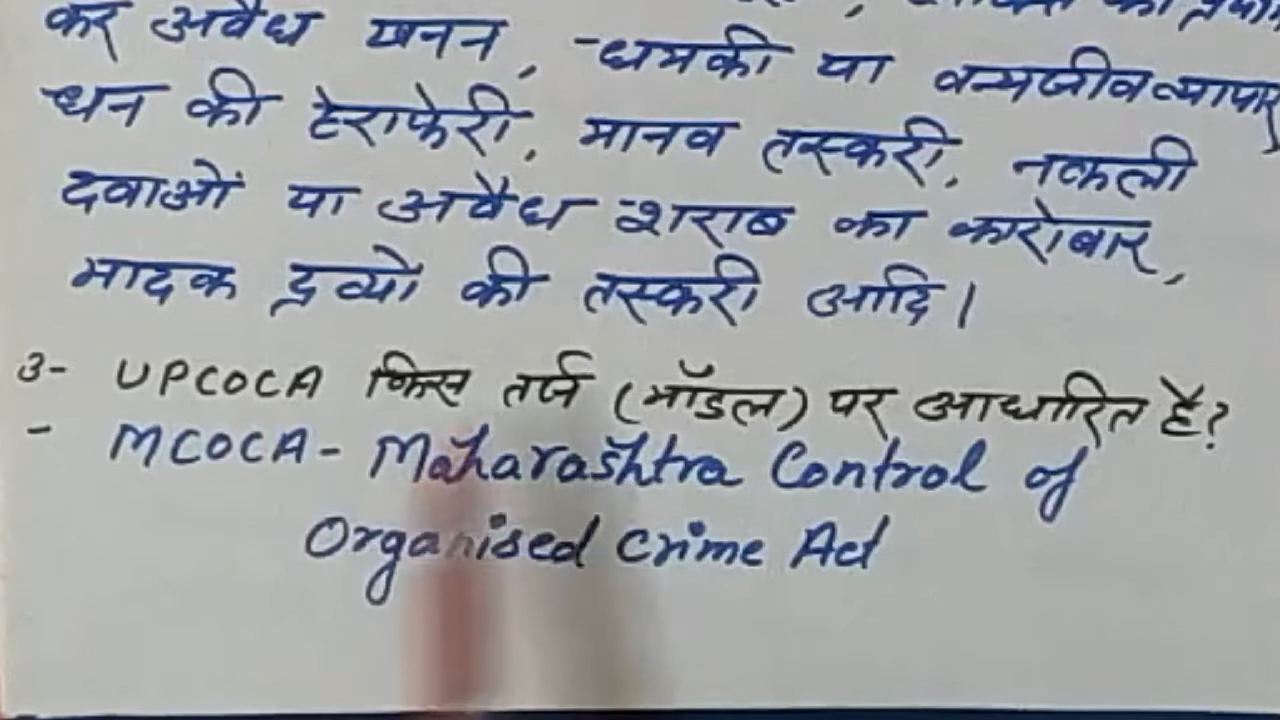 कर अवैध खनन, धमकी या वन्यजीव व्यापार
धन की हेराफेरी, मानव तस्करी, नकली
दवाओं या अवैध शराब का कारोबार,
मादक द्रव्यो की तस्करी आदि।
3- UPCOCA किस तर्ज (मॉडल) पर आधारित है?
- MCOCA - Maharashtra Control of
Organised Crime Act